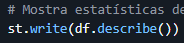 # Mostra estatísticas de
st.write(df.describe())